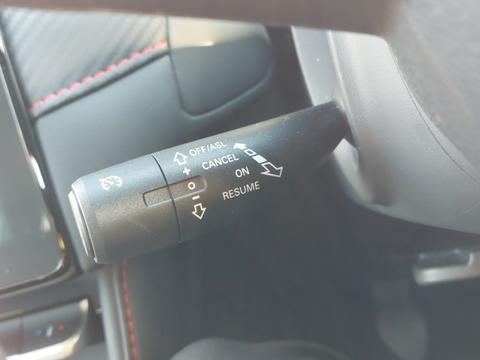 OFF/ASL
+ CANCEL
O ON
- RESUME